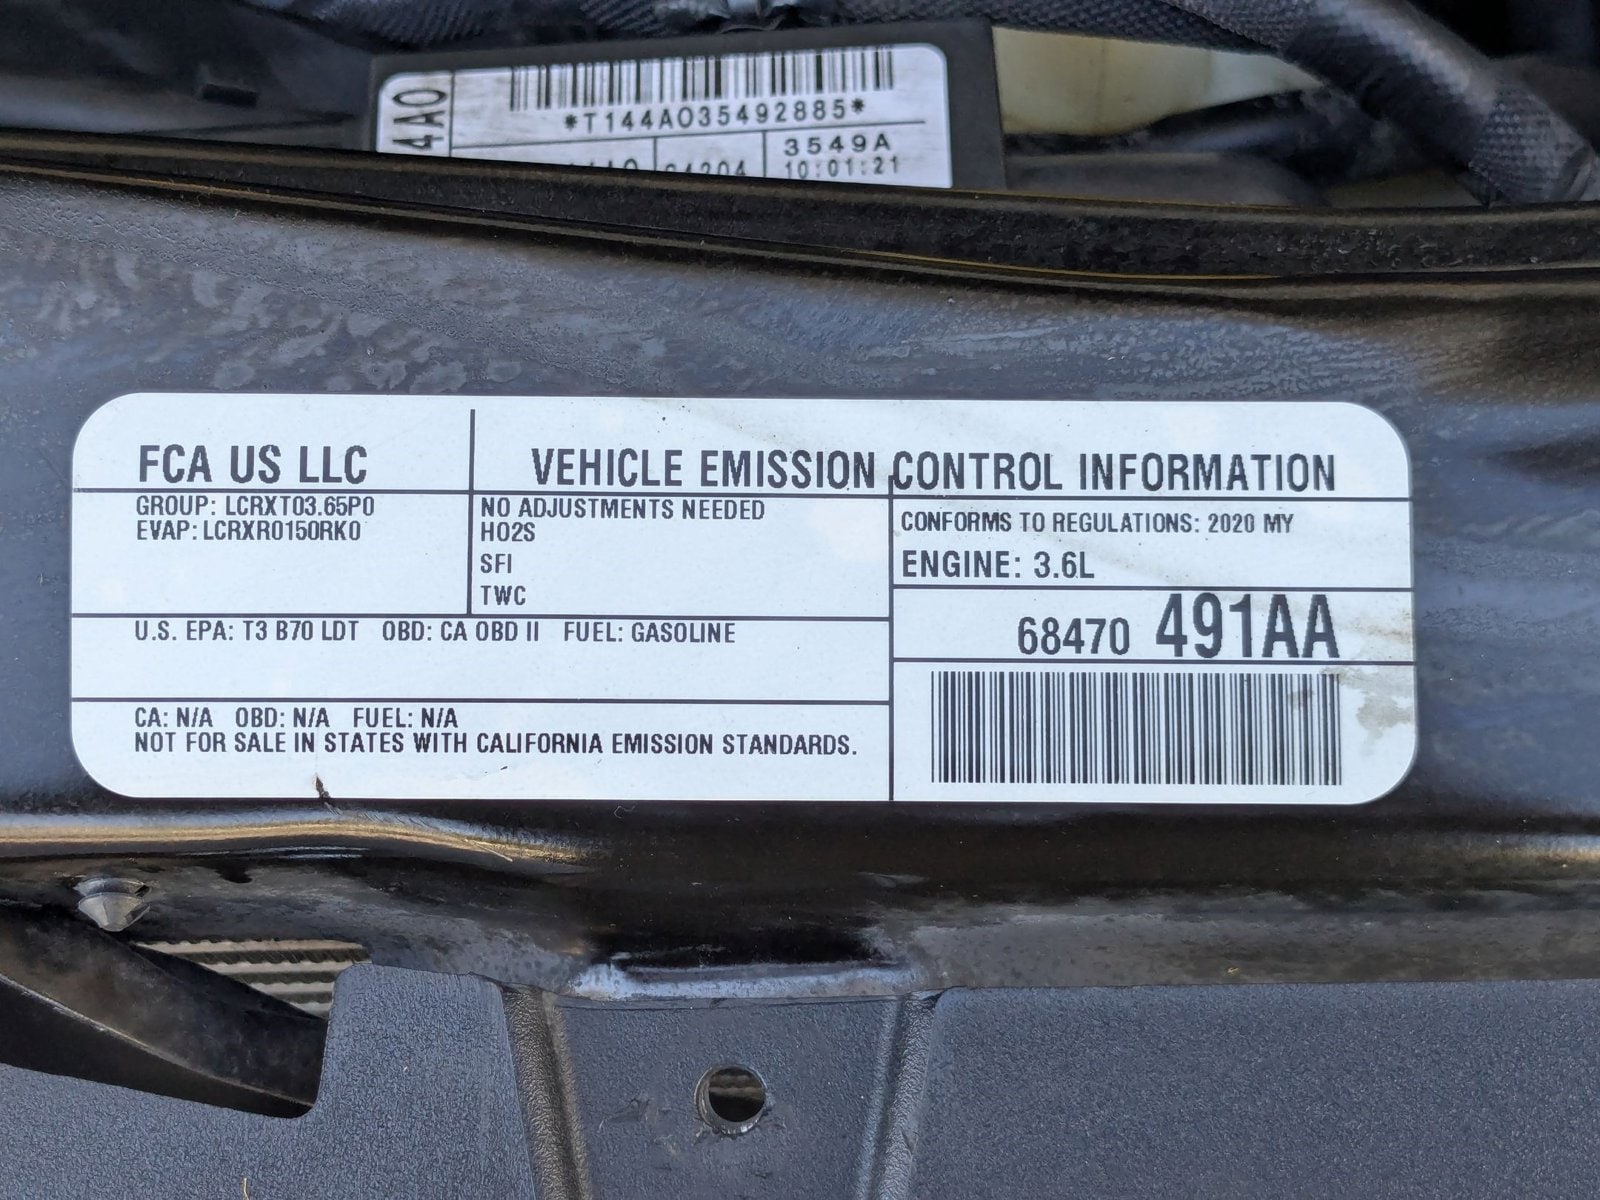 4A0
*T144A035492885*
3549A
10:01:21
FCA US LLC
VEHICLE EMISSION CONTROL INFORMATION
GROUP: LCRXT03.65P0
EVAP: LCRXR0150RK0
NO ADJUSTMENTS NEEDED
HO2S
SFI
TWC
CONFORMS TO REGULATIONS: 2020 MY
ENGINE: 3.6L
68470 491AA
U.S. EPA: T3 B70 LDT OBD: CA OBD II FUEL: GASOLINE
CA: N/A OBD: N/A FUEL: N/A
NOT FOR SALE IN STATES WITH CALIFORNIA EMISSION STANDARDS.